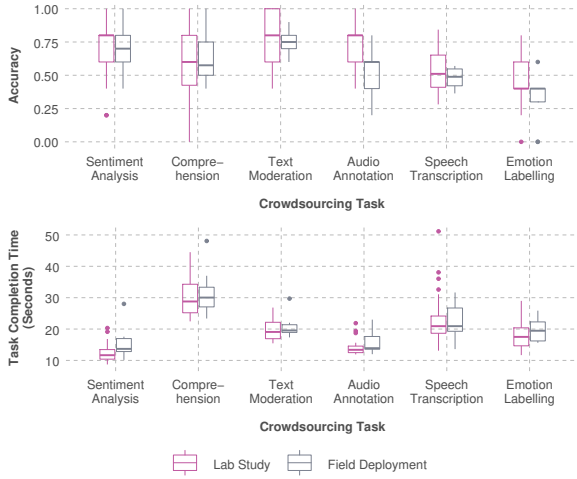 1.00
0.75
0.50
0.25
0.00
Accuracy
Sentiment
Analysis
Compre−
hension
Text
Moderation
Audio
Annotation
Speech
Transcription
Emotion
Labelling
Crowdsourcing Task
50
40
30
20
10
Task Completion Time
(Seconds)
Sentiment
Analysis
Compre−
hension
Text
Moderation
Audio
Annotation
Speech
Transcription
Emotion
Labelling
Crowdsourcing Task
Lab Study
Field Deployment